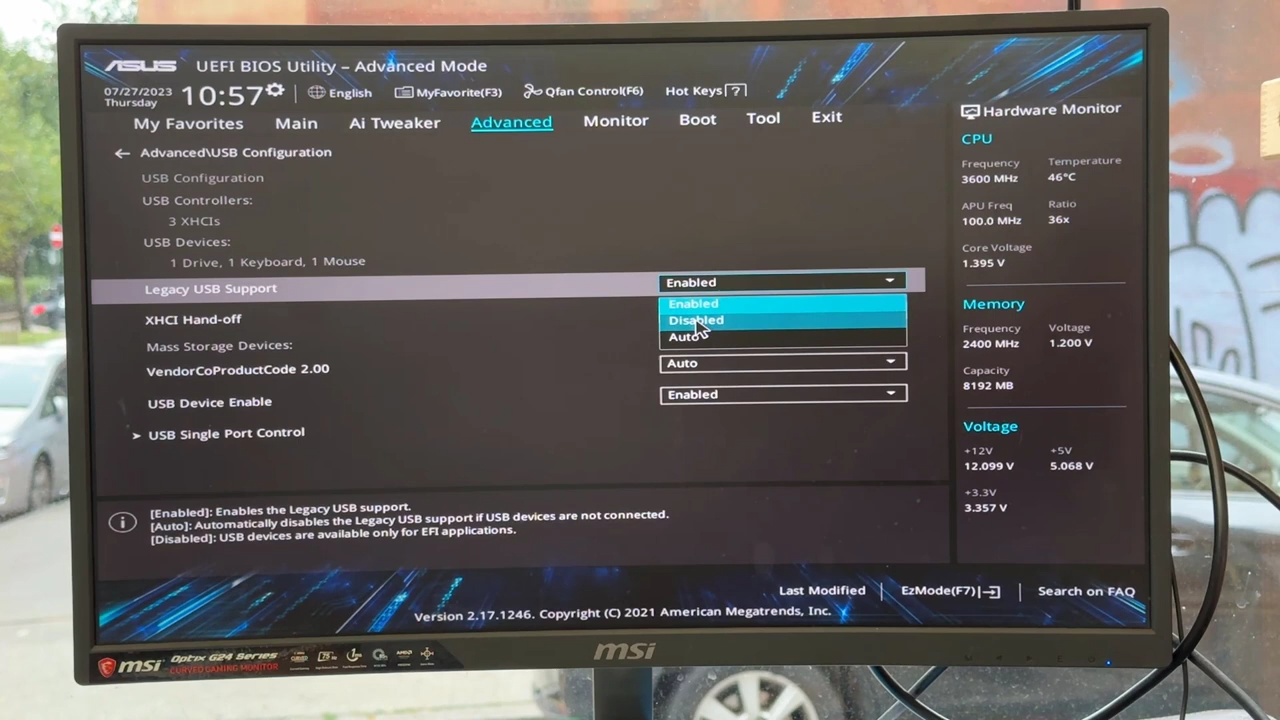 ASUS UEFI BIOS Utility – Advanced Mode
07/27/2023
Thursday
10:57
English
MyFavorite(F3)
Qfan Control(F6)
Hot Keys ?
My Favorites
Main
Ai Tweaker
Advanced
Monitor
Boot
Tool
Exit
← Advanced\USB Configuration
USB Configuration
USB Controllers:
3 XHCIs
USB Devices:
1 Drive, 1 Keyboard, 1 Mouse
Legacy USB Support
Enabled
Enabled
Disabled
Auto
XHCI Hand-off
Mass Storage Devices:
VendorCoProductCode 2.00
Auto
USB Device Enable
Enabled
USB Single Port Control
[Enabled]: Enables the Legacy USB support.
[Auto]: Automatically disables the Legacy USB support if USB devices are not connected.
[Disabled]: USB devices are available only for EFI applications.
Hardware Monitor
CPU
Frequency Temperature
3600 MHz 46°C
APU Freq Ratio
100.0 MHz 36x
Core Voltage
1.395 V
Memory
Frequency Voltage
2400 MHz 1.200 V
Capacity
8192 MB
Voltage
+12V +5V
12.099 V 5.068 V
+3.3V
3.357 V
Last Modified
EzMode(F7)
Search on FAQ
Version 2.17.1246. Copyright (C) 2021 American Megatrends, Inc.
msi Optix G24 Series
CURVED GAMING MONITOR
msi